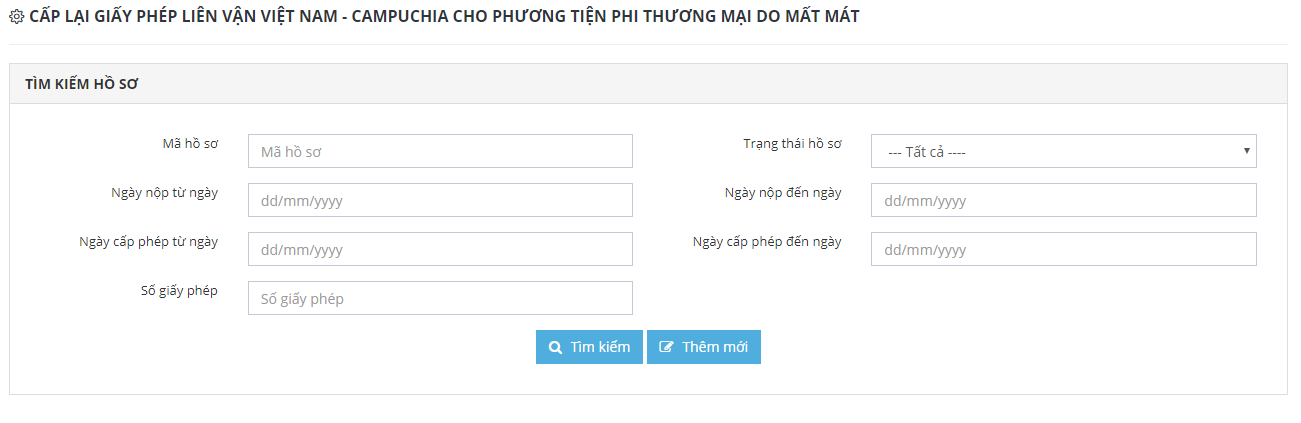 CẤP LẠI GIẤY PHÉP LIÊN VẬN VIỆT NAM - CAMPUCHIA CHO PHƯƠNG TIỆN PHI THƯƠNG MẠI DO MẤT MÁT
TÌM KIẾM HỒ SƠ
Mã hồ sơ Mã hồ sơ Trạng thái hồ sơ --- Tất cả ----
Ngày nộp từ ngày dd/mm/yyyy Ngày nộp đến ngày dd/mm/yyyy
Ngày cấp phép từ ngày dd/mm/yyyy Ngày cấp phép đến ngày dd/mm/yyyy
Số giấy phép Số giấy phép
Tìm kiếm Thêm mới